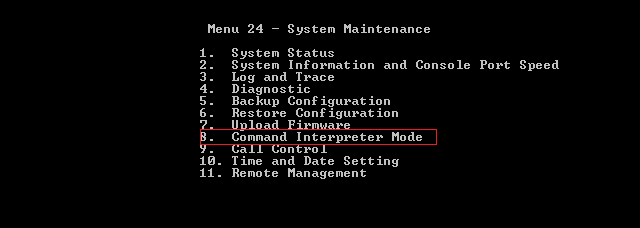 Menu 24 - System Maintenance
1. System Status
2. System Information and Console Port Speed
3. Log and Trace
4. Diagnostic
5. Backup Configuration
6. Restore Configuration
7. Upload Firmware
8. Command Interpreter Mode
9. Call Control
10. Time and Date Setting
11. Remote Management